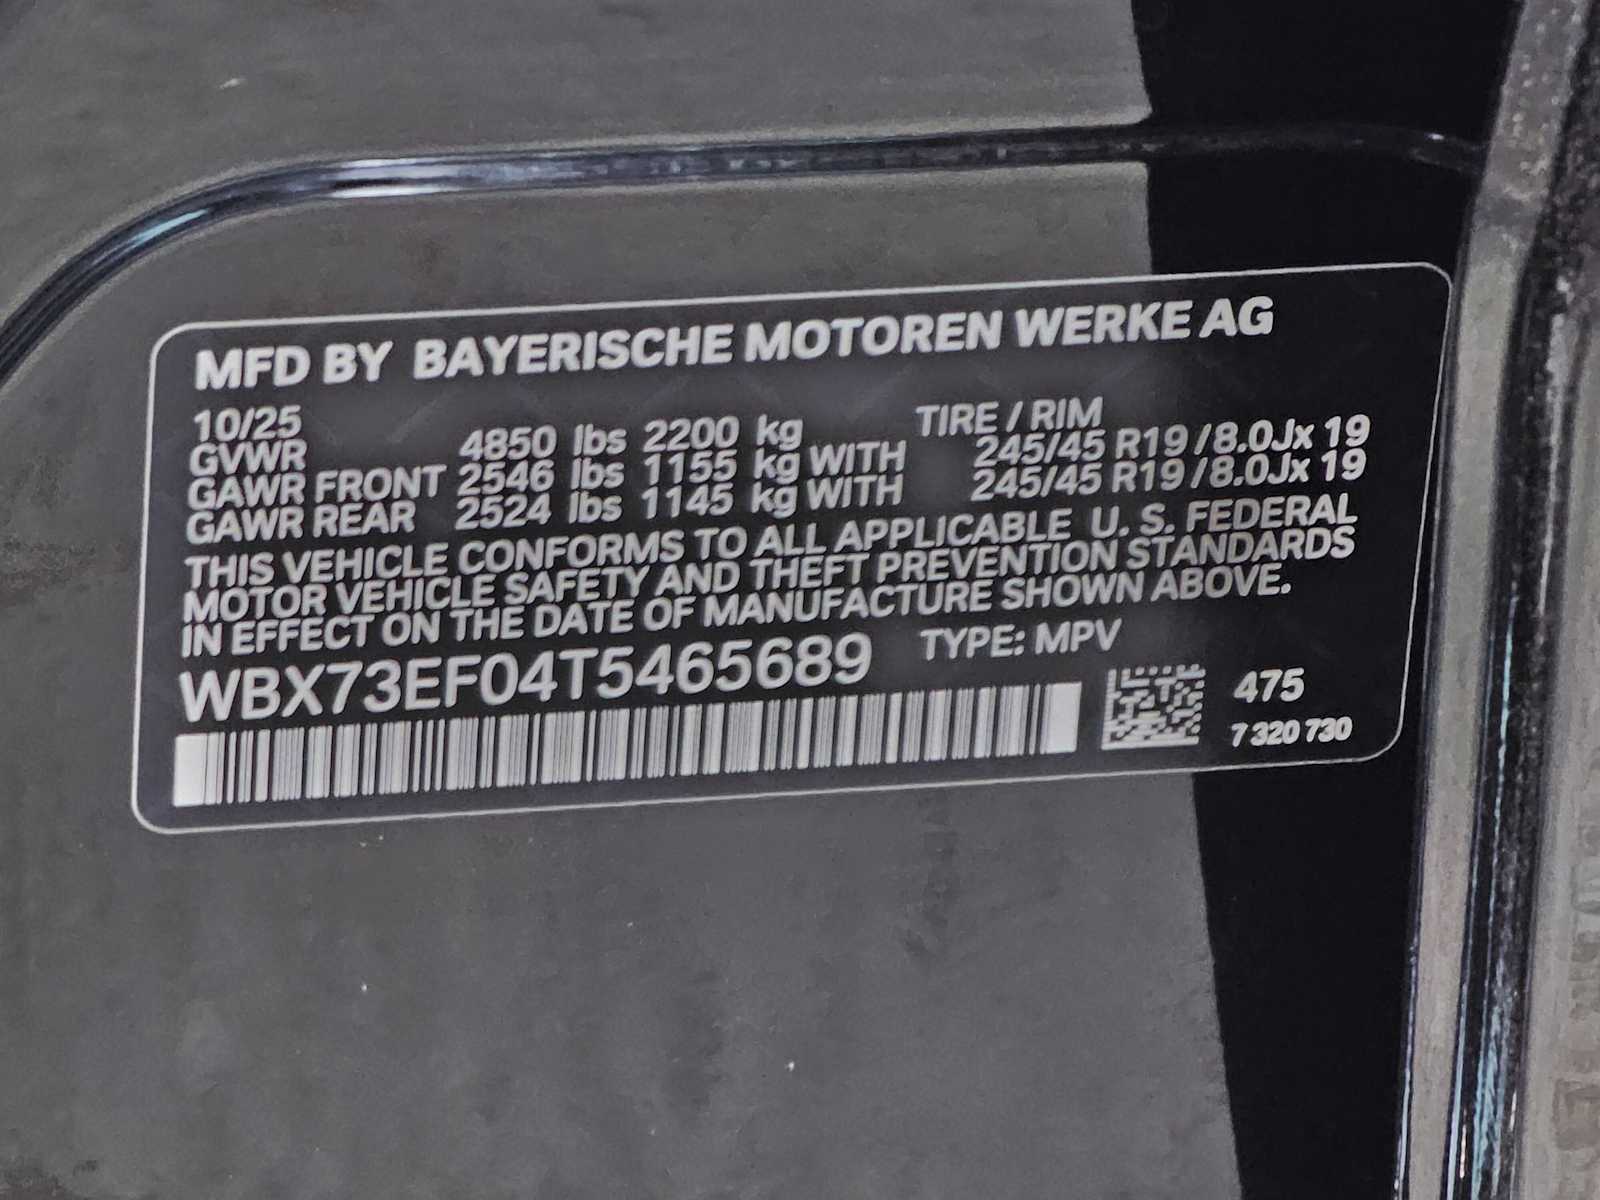 MFD BY BAYERISCHE MOTOREN WERKE AG
10/25 TIRE / RIM
GVWR 4850 lbs 2200 kg
GAWR FRONT 2546 lbs 1155 kg WITH 245/45 R19 / 8.0Jx 19
GAWR REAR 2524 lbs 1145 kg WITH 245/45 R19 / 8.0Jx 19
THIS VEHICLE CONFORMS TO ALL APPLICABLE U. S. FEDERAL
MOTOR VEHICLE SAFETY AND THEFT PREVENTION STANDARDS
IN EFFECT ON THE DATE OF MANUFACTURE SHOWN ABOVE.
WBX73EF04T5465689 TYPE: MPV
475
7 320 730